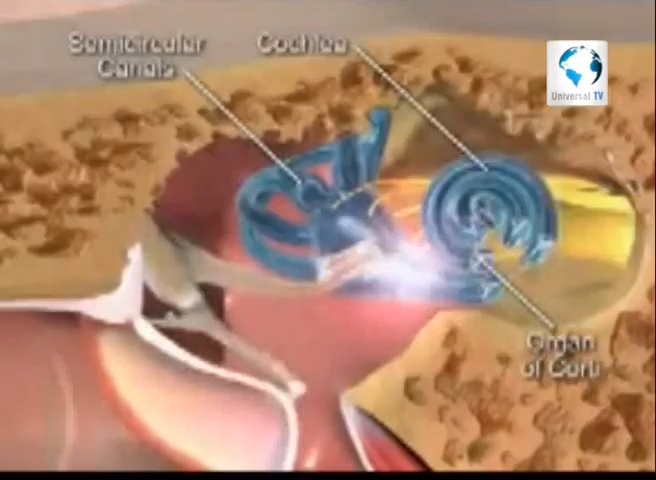 Semicircular
Canals
Cochlea
Universal TV
Organ
of Corti